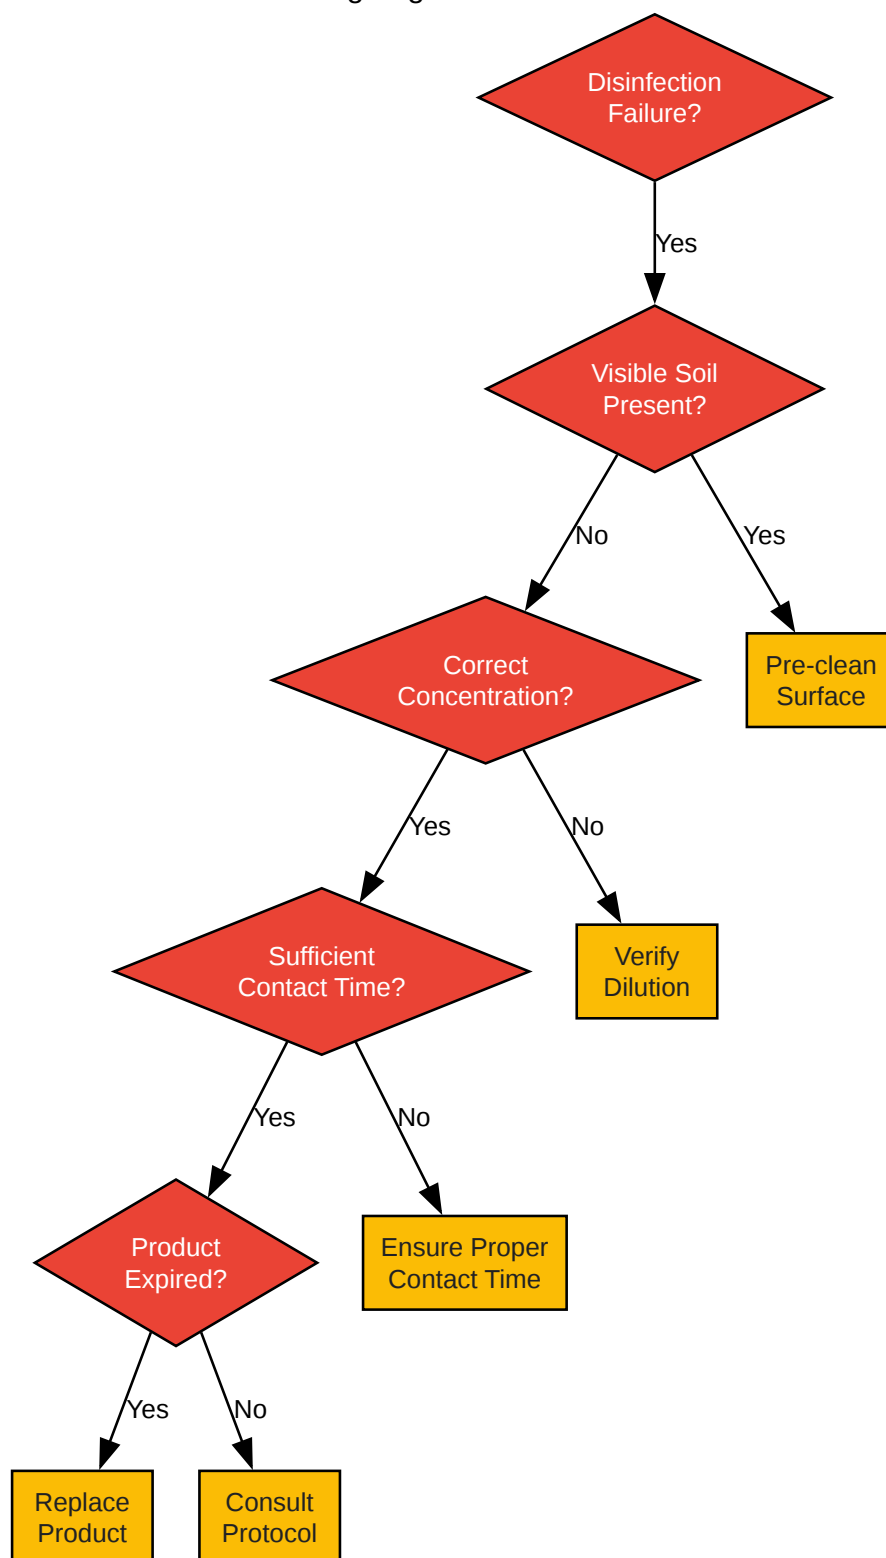 Disinfection
Failure?
Yes
Visible Soil
Present?
No
Yes
Correct
Concentration?
Pre-clean
Surface
Yes
No
Sufficient
Contact Time?
Verify
Dilution
Yes
No
Product
Expired?
Ensure Proper
Contact Time
Yes
No
Replace
Product
Consult
Protocol